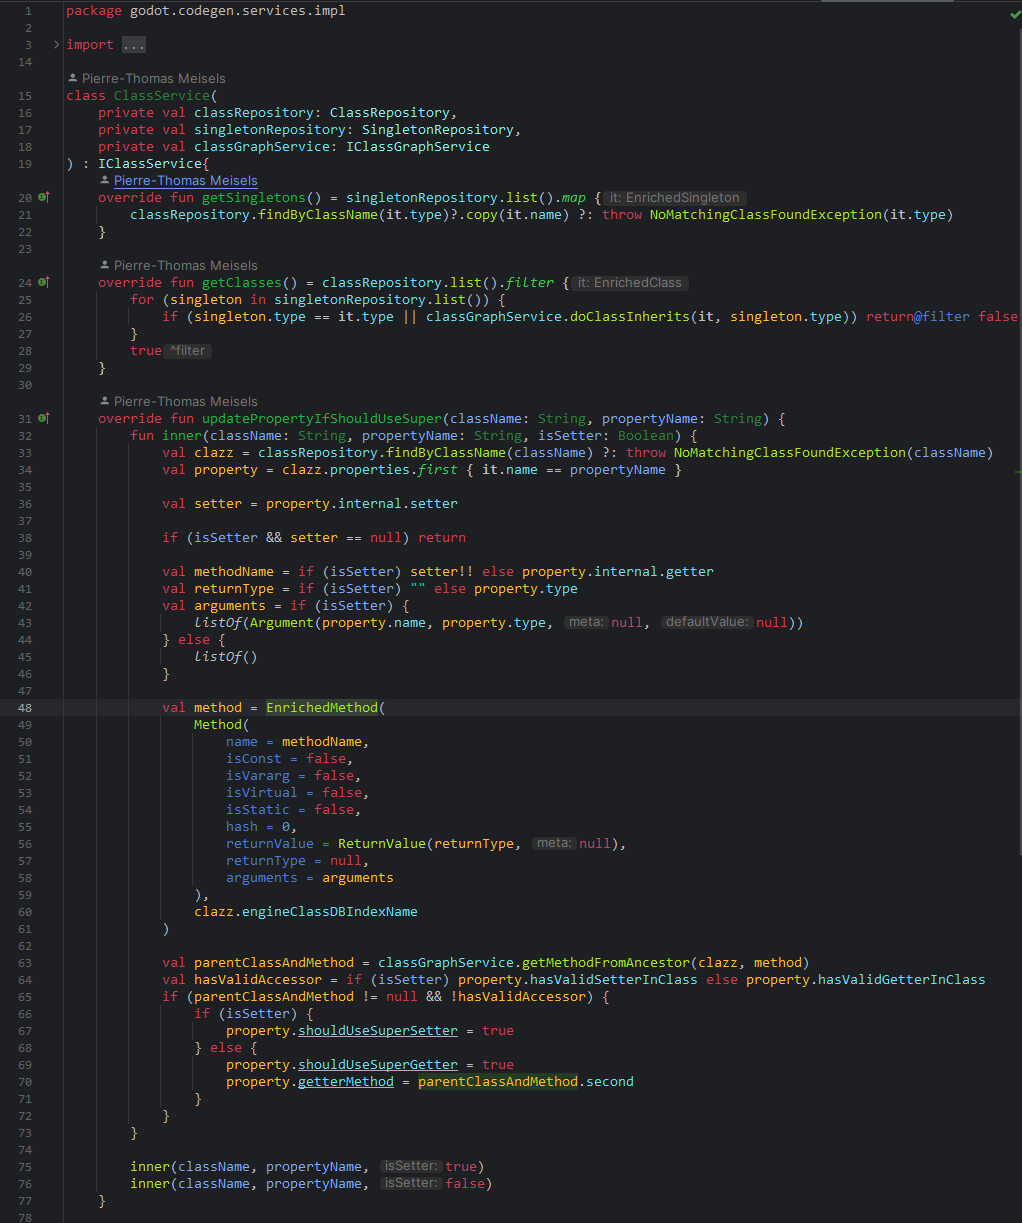 1 package godot.codegen.services.impl
2
3 > import ...
14
Pierre-Thomas Meisels
15 class ClassService(
16 private val classRepository: ClassRepository,
17 private val singletonRepository: SingletonRepository,
18 private val classGraphService: IClassGraphService
19 ) : IClassService{
Pierre-Thomas Meisels
20 override fun getSingletons() = singletonRepository.list().map { it: EnrichedSingleton
21 classRepository.findByClassName(it.type)?.copy(it.name) ?: throw NoMatchingClassFoundException(it.type)
22 }
23
Pierre-Thomas Meisels
24 override fun getClasses() = classRepository.list().filter { it: EnrichedClass
25 for (singleton in singletonRepository.list()) {
26 if (singleton.type == it.type || classGraphService.doClassInherits(it, singleton.type)) return@filter false
27 }
28 true ^filter
29 }
30
Pierre-Thomas Meisels
31 override fun updatePropertyIfShouldUseSuper(className: String, propertyName: String) {
32 fun inner(className: String, propertyName: String, isSetter: Boolean) {
33 val clazz = classRepository.findByClassName(className) ?: throw NoMatchingClassFoundException(className)
34 val property = clazz.properties.first { it.name == propertyName }
35
36 val setter = property.internal.setter
37
38 if (isSetter && setter == null) return
39
40 val methodName = if (isSetter) setter!! else property.internal.getter
41 val returnType = if (isSetter) "" else property.type
42 val arguments = if (isSetter) {
43 listOf(Argument(property.name, property.type, meta: null, defaultValue: null))
44 } else {
45 listOf()
46 }
47
48 val method = EnrichedMethod(
49 Method(
50 name = methodName,
51 isConst = false,
52 isVararg = false,
53 isVirtual = false,
54 isStatic = false,
55 hash = 0,
56 returnValue = ReturnValue(returnType, meta: null),
57 returnType = null,
58 arguments = arguments
59 ),
60 clazz.engineClassDBIndexName
61 )
62
63 val parentClassAndMethod = classGraphService.getMethodFromAncestor(clazz, method)
64 val hasValidAccessor = if (isSetter) property.hasValidSetterInClass else property.hasValidGetterInClass
65 if (parentClassAndMethod != null && !hasValidAccessor) {
66 if (isSetter) {
67 property.shouldUseSuperSetter = true
68 } else {
69 property.shouldUseSuperGetter = true
70 property.getterMethod = parentClassAndMethod.second
71 }
72 }
73 }
74
75 inner(className, propertyName, isSetter: true)
76 inner(className, propertyName, isSetter: false)
77 }
78